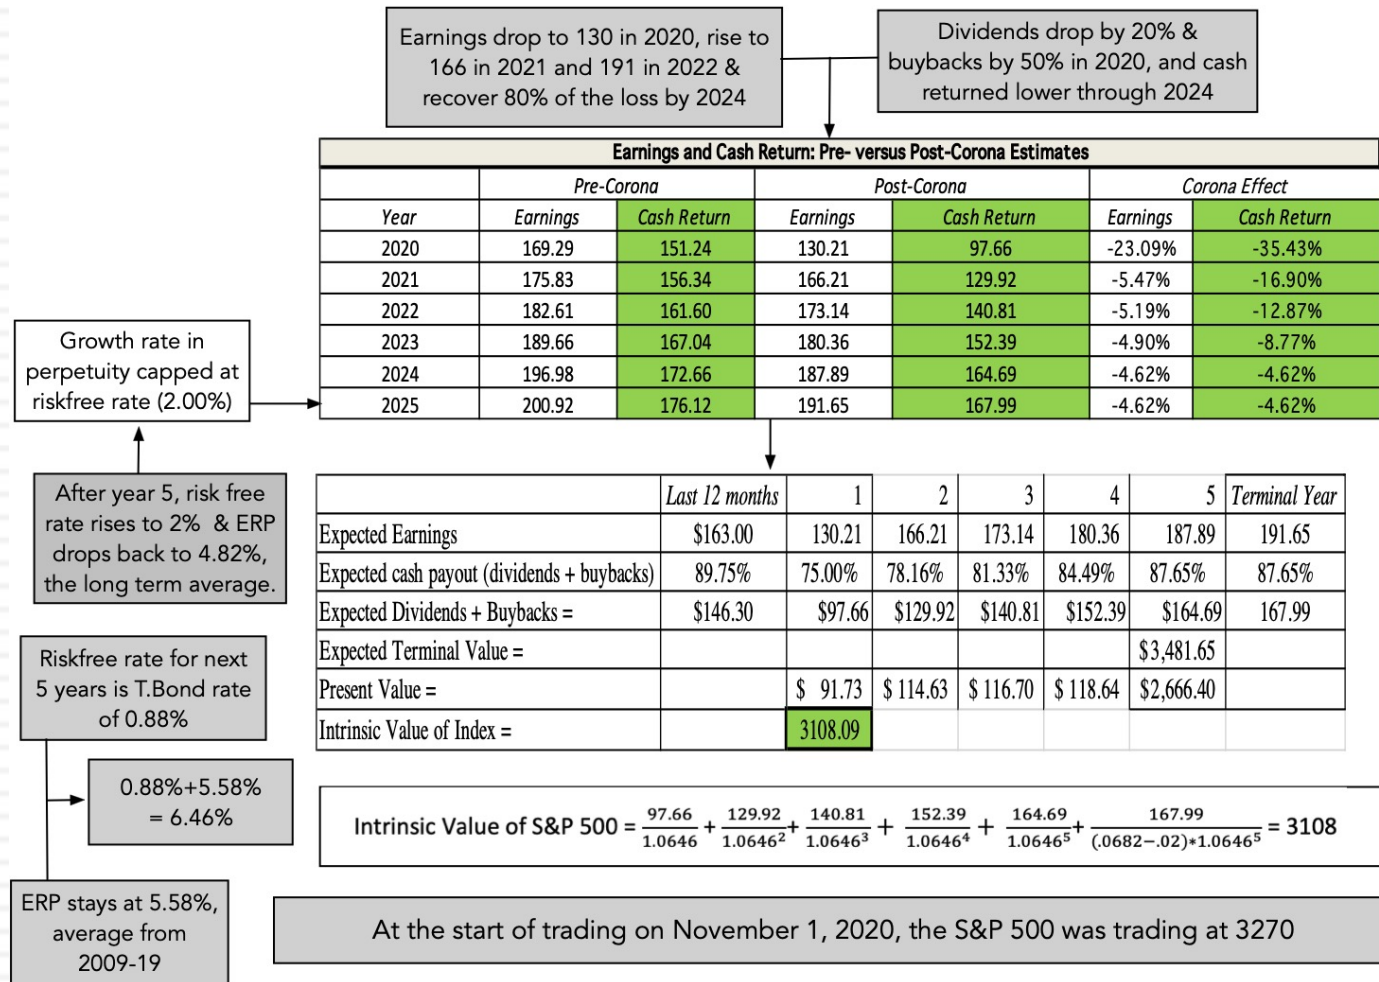 Earnings drop to 130 in 2020, rise to
166 in 2021 and 191 in 2022 &
recover 80% of the loss by 2024
Dividends drop by 20% &
buybacks by 50% in 2020, and cash
returned lower through 2024
Earnings and Cash Return: Pre- versus Post-Corona Estimates
Pre-Corona Post-Corona Corona Effect
Year Earnings Cash Return Earnings Cash Return Earnings Cash Return
2020 169.29 151.24 130.21 97.66 -23.09% -35.43%
2021 175.83 156.34 166.21 129.92 -5.47% -16.90%
2022 182.61 161.60 173.14 140.81 -5.19% -12.87%
2023 189.66 167.04 180.36 152.39 -4.90% -8.77%
2024 196.98 172.66 187.89 164.69 -4.62% -4.62%
2025 200.92 176.12 191.65 167.99 -4.62% -4.62%
Growth rate in
perpetuity capped at
riskfree rate (2.00%)
After year 5, risk free
rate rises to 2% & ERP
drops back to 4.82%,
the long term average.
Riskfree rate for next
5 years is T.Bond rate
of 0.88%
0.88%+5.58%
= 6.46%
ERP stays at 5.58%,
average from
2009-19
Last 12 months 1 2 3 4 5 Terminal Year
Expected Earnings $163.00 130.21 166.21 173.14 180.36 187.89 191.65
Expected cash payout (dividends + buybacks) 89.75% 75.00% 78.16% 81.33% 84.49% 87.65% 87.65%
Expected Dividends + Buybacks = $146.30 $97.66 $129.92 $140.81 $152.39 $164.69 167.99
Expected Terminal Value = $3,481.65
Present Value = $ 91.73 $ 114.63 $ 116.70 $ 118.64 $2,666.40
Intrinsic Value of Index = 3108.09
Intrinsic Value of S&P 500 = 97.66/1.0646 + 129.92/1.0646² + 140.81/1.0646³ + 152.39/1.0646⁴ + 164.69/1.0646⁵ + 167.99/(.0682−.02)*1.0646⁵ = 3108
At the start of trading on November 1, 2020, the S&P 500 was trading at 3270